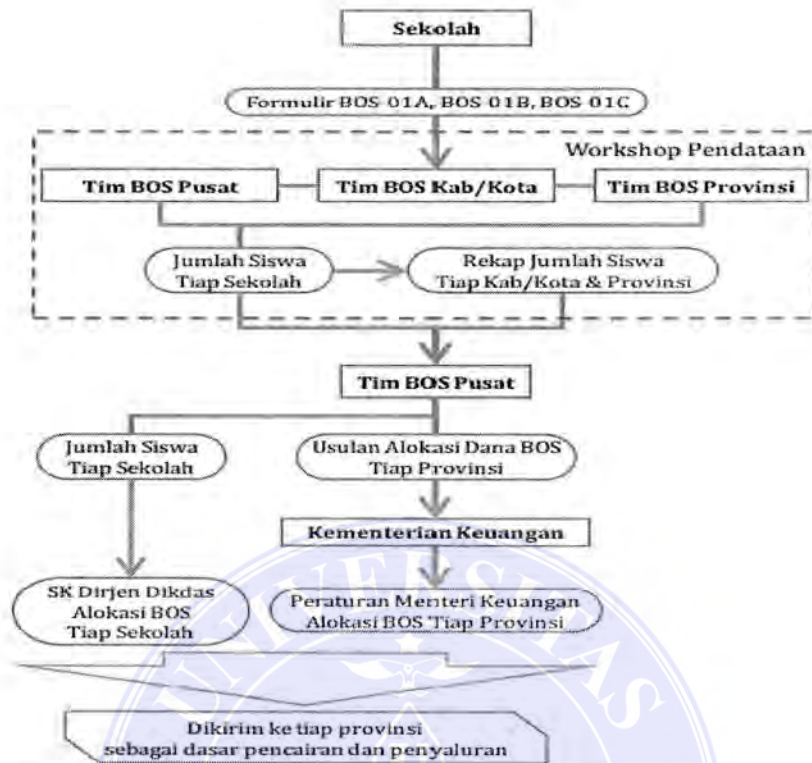 Sekolah
Formulir BOS-01A, BOS-01B, BOS-01C
Workshop Pendataan
Tim BOS Pusat
Tim BOS Kab/Kota
Tim BOS Provinsi
Jumlah Siswa
Tiap Sekolah
Rekap Jumlah Siswa
Tiap Kab/Kota & Provinsi
Tim BOS Pusat
Jumlah Siswa
Tiap Sekolah
Usulan Alokasi Dana BOS
Tiap Provinsi
Kementerian Keuangan
SK Dirjen Dikdas
Alokasi BOS
Tiap Sekolah
Peraturan Menteri Keuangan
Alokasi BOS Tiap Provinsi
UNIVERSITAS
Dikirim ke tiap provinsi
sebagai dasar pencairan dan penyaluran